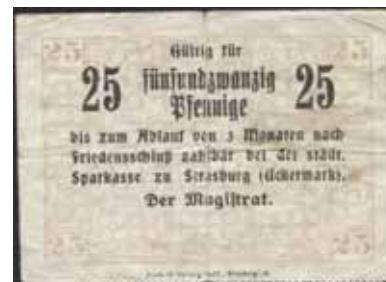 Gültig für
25 fünfundzwanzig 25
Pfennige
bis zum Ablauf von 3 Monaten nach
Friedensschluß zahlbar bei der städt.
Sparkasse zu Strasburg (Uckermark).
Der Magistrat.